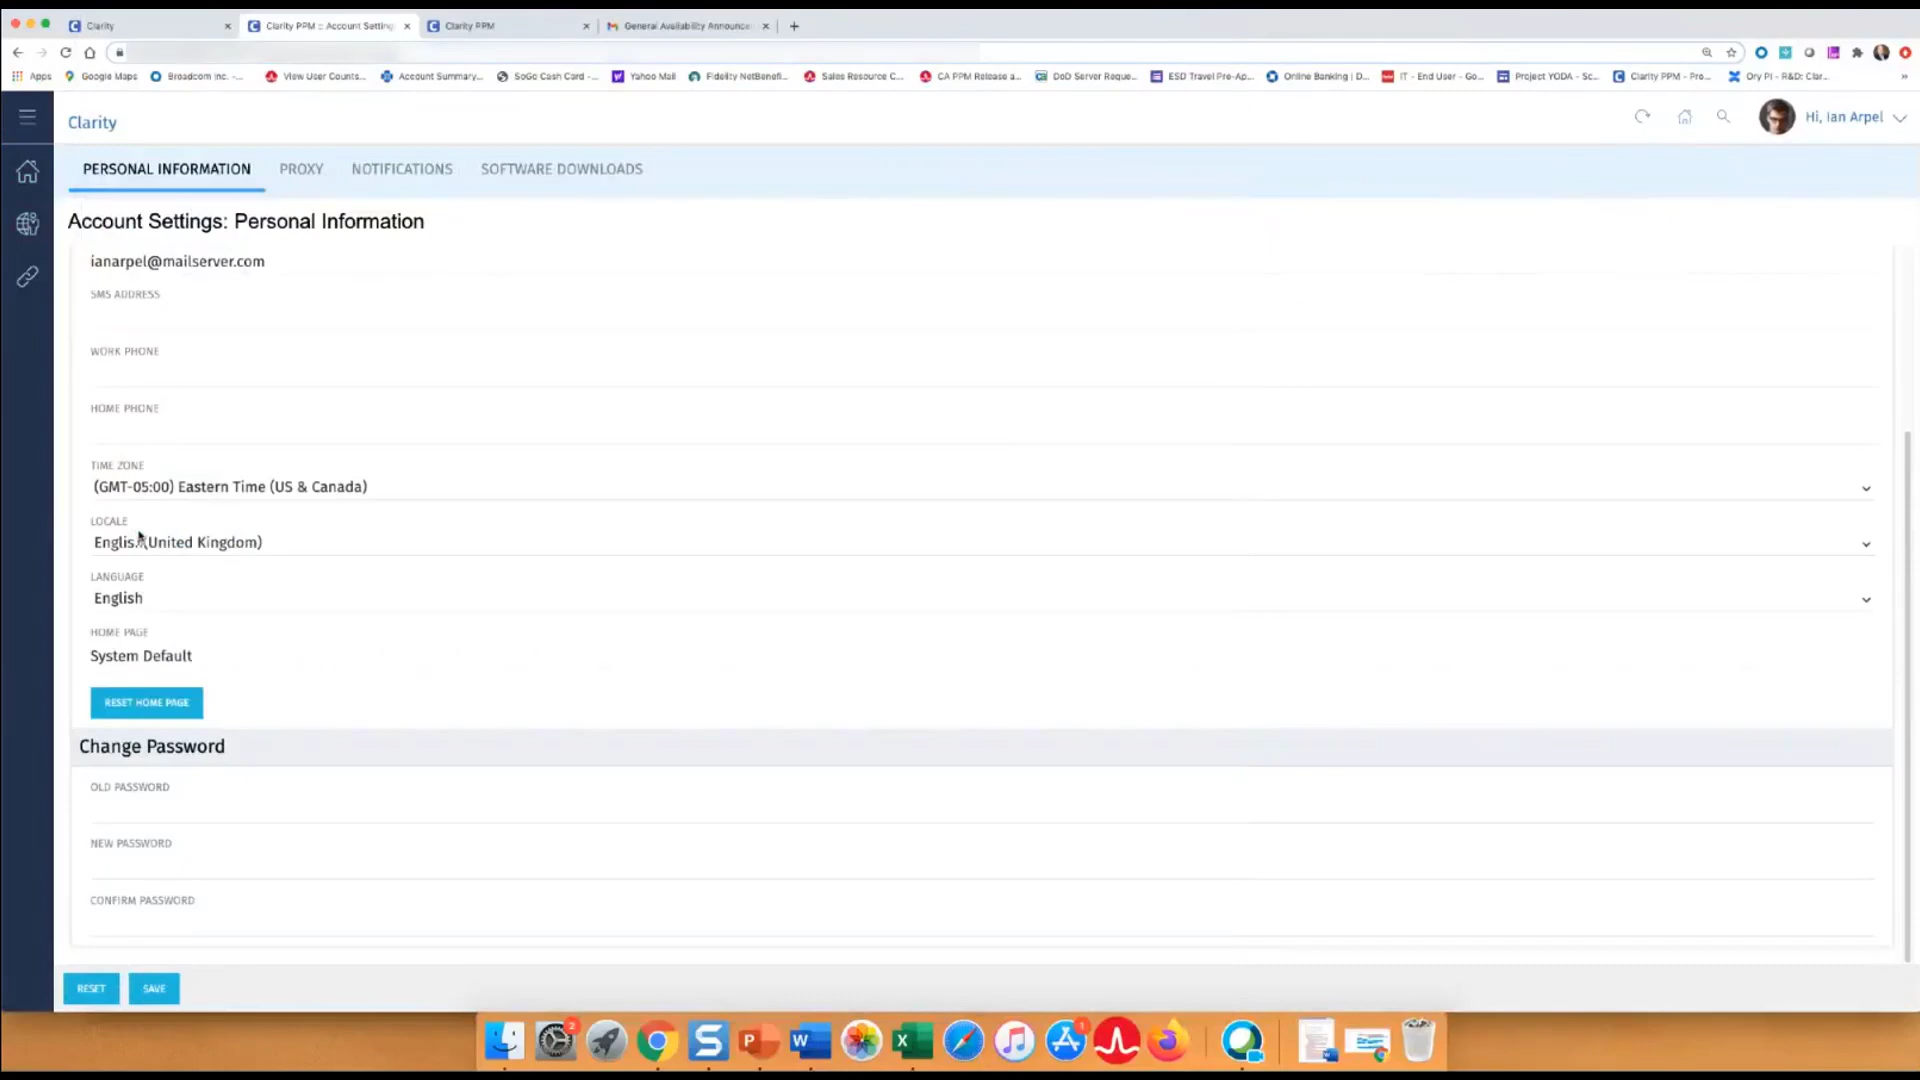 Clarity
Clarity PPM :: Account Setting
Clarity PPM
General Availability Announce
Apps
Google Maps
Broadcom Inc. -...
View User Counts...
Account Summary...
SoGo Cash Card -...
Yahoo Mail
Fidelity NetBenefi...
Sales Resource C...
CA PPM Release a...
DoD Server Reque...
ESD Travel Pre-Ap...
Online Banking | D...
IT - End User - Go...
Project YODA - Sc...
Clarity PPM - Pro...
Ory PI - R&D: Clar...
»
Clarity
Hi, Ian Arpel
PERSONAL INFORMATION
PROXY
NOTIFICATIONS
SOFTWARE DOWNLOADS
Account Settings: Personal Information
ianarpel@mailserver.com
SMS ADDRESS
WORK PHONE
HOME PHONE
TIME ZONE
(GMT-05:00) Eastern Time (US & Canada)
LOCALE
English (United Kingdom)
LANGUAGE
English
HOME PAGE
System Default
RESET HOME PAGE
Change Password
OLD PASSWORD
NEW PASSWORD
CONFIRM PASSWORD
RESET
SAVE
2
S
P
W
X
1